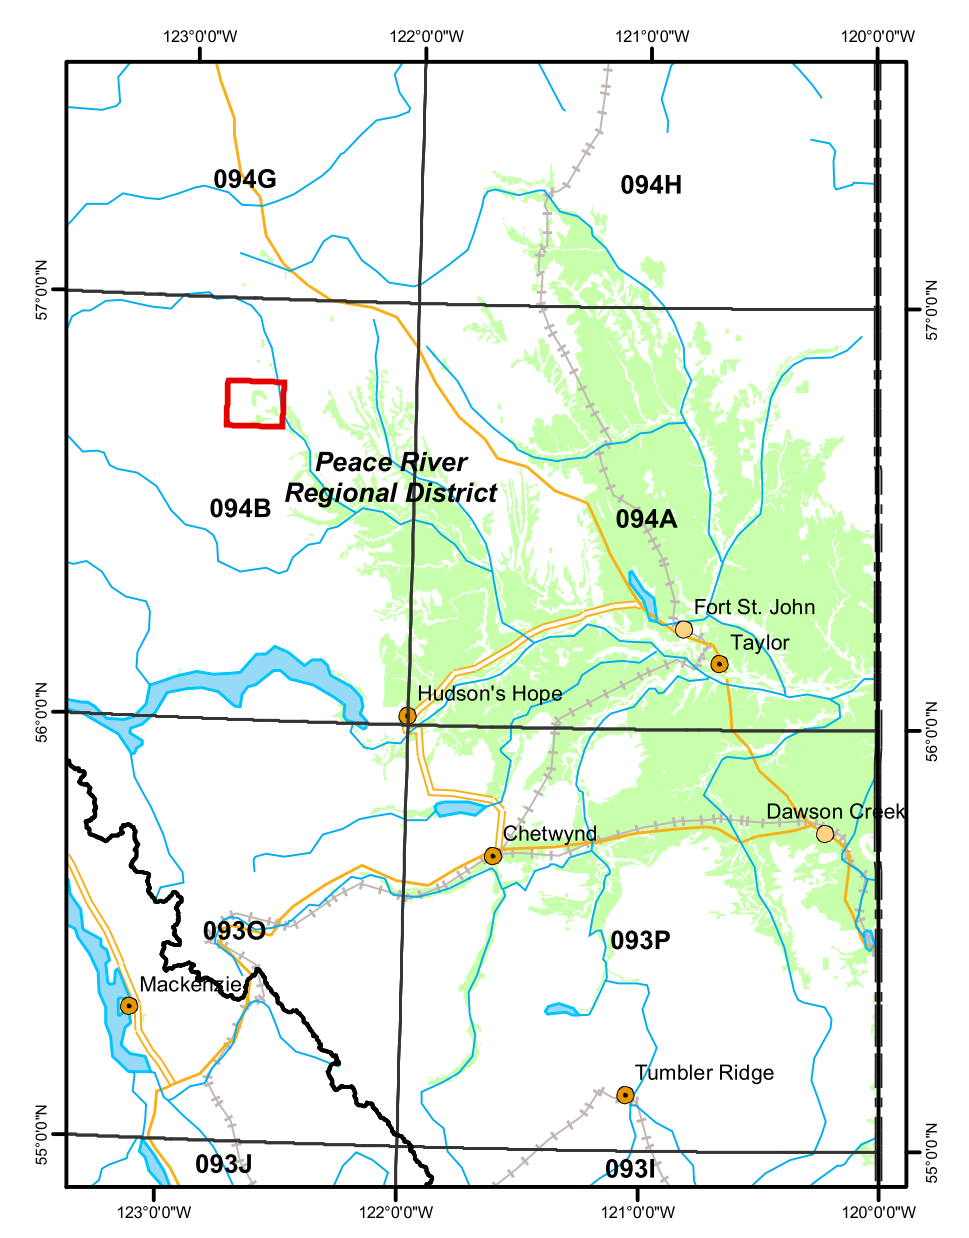 123°0'0"W 122°0'0"W 121°0'0"W 120°0'0"W
094G
094H
57°0'0"N
57°0'0"N
Peace River
Regional District
094B
094A
Fort St. John
Taylor
Hudson's Hope
56°0'0"N
56°0'0"N
Dawson Creek
Chetwynd
093O
093P
Mackenzie
Tumbler Ridge
55°0'0"N
55°0'0"N
093J
093I
123°0'0"W 122°0'0"W 121°0'0"W 120°0'0"W